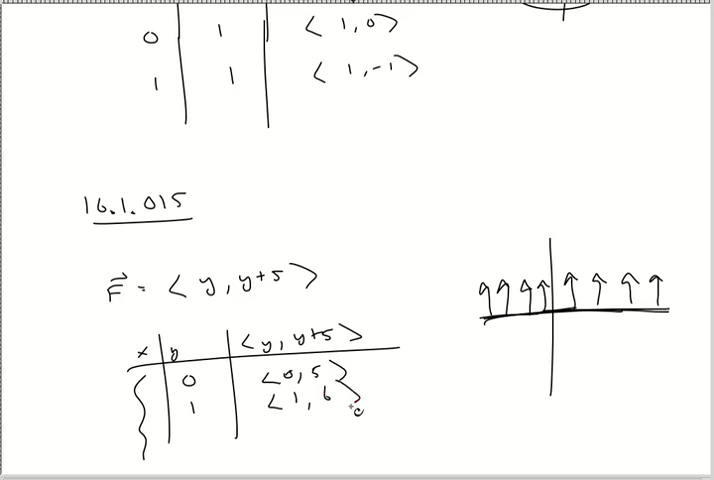 0 1 < 1, 0 >
1 1 < 1, -1 >
16.1.015
F⃗ = < y, y+5 >
x y < y, y+5 >
0 < 0, 5 >
1 < 1, 6 >